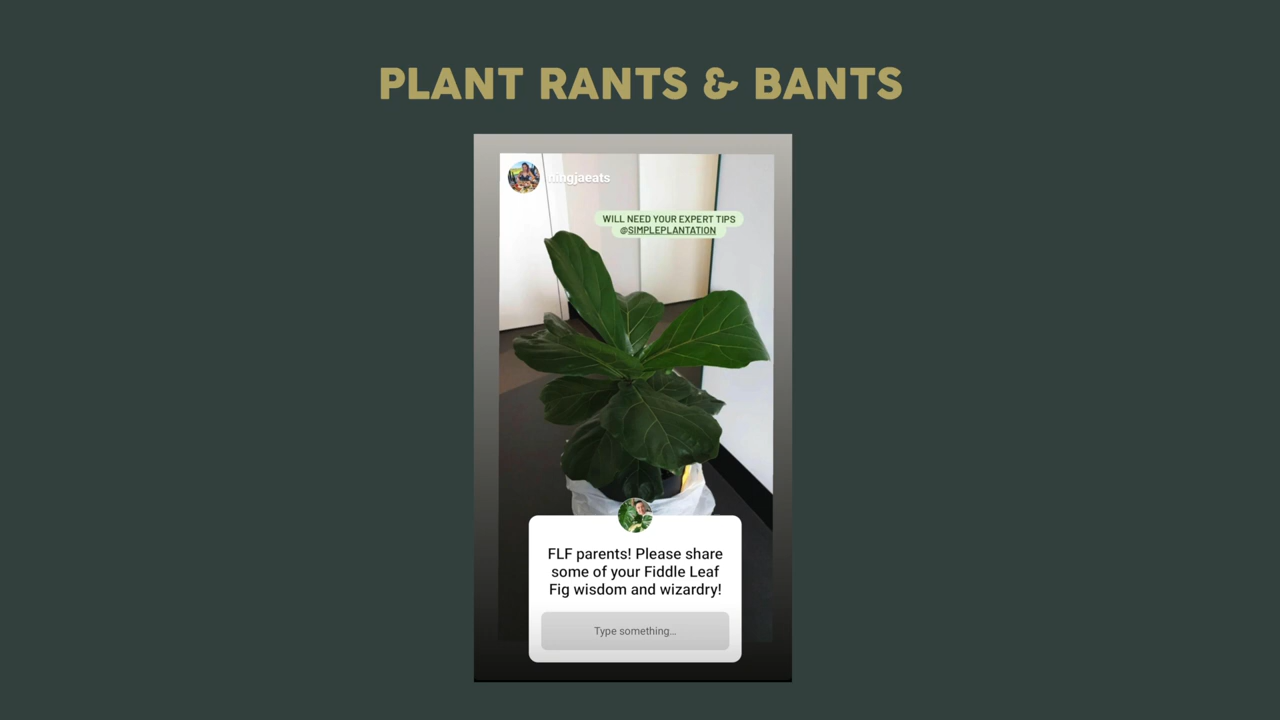 PLANT RANTS & BANTS
ningjaeats
WILL NEED YOUR EXPERT TIPS
@SIMPLEPLANTATION
FLF parents! Please share
some of your Fiddle Leaf
Fig wisdom and wizardry!
Type something...